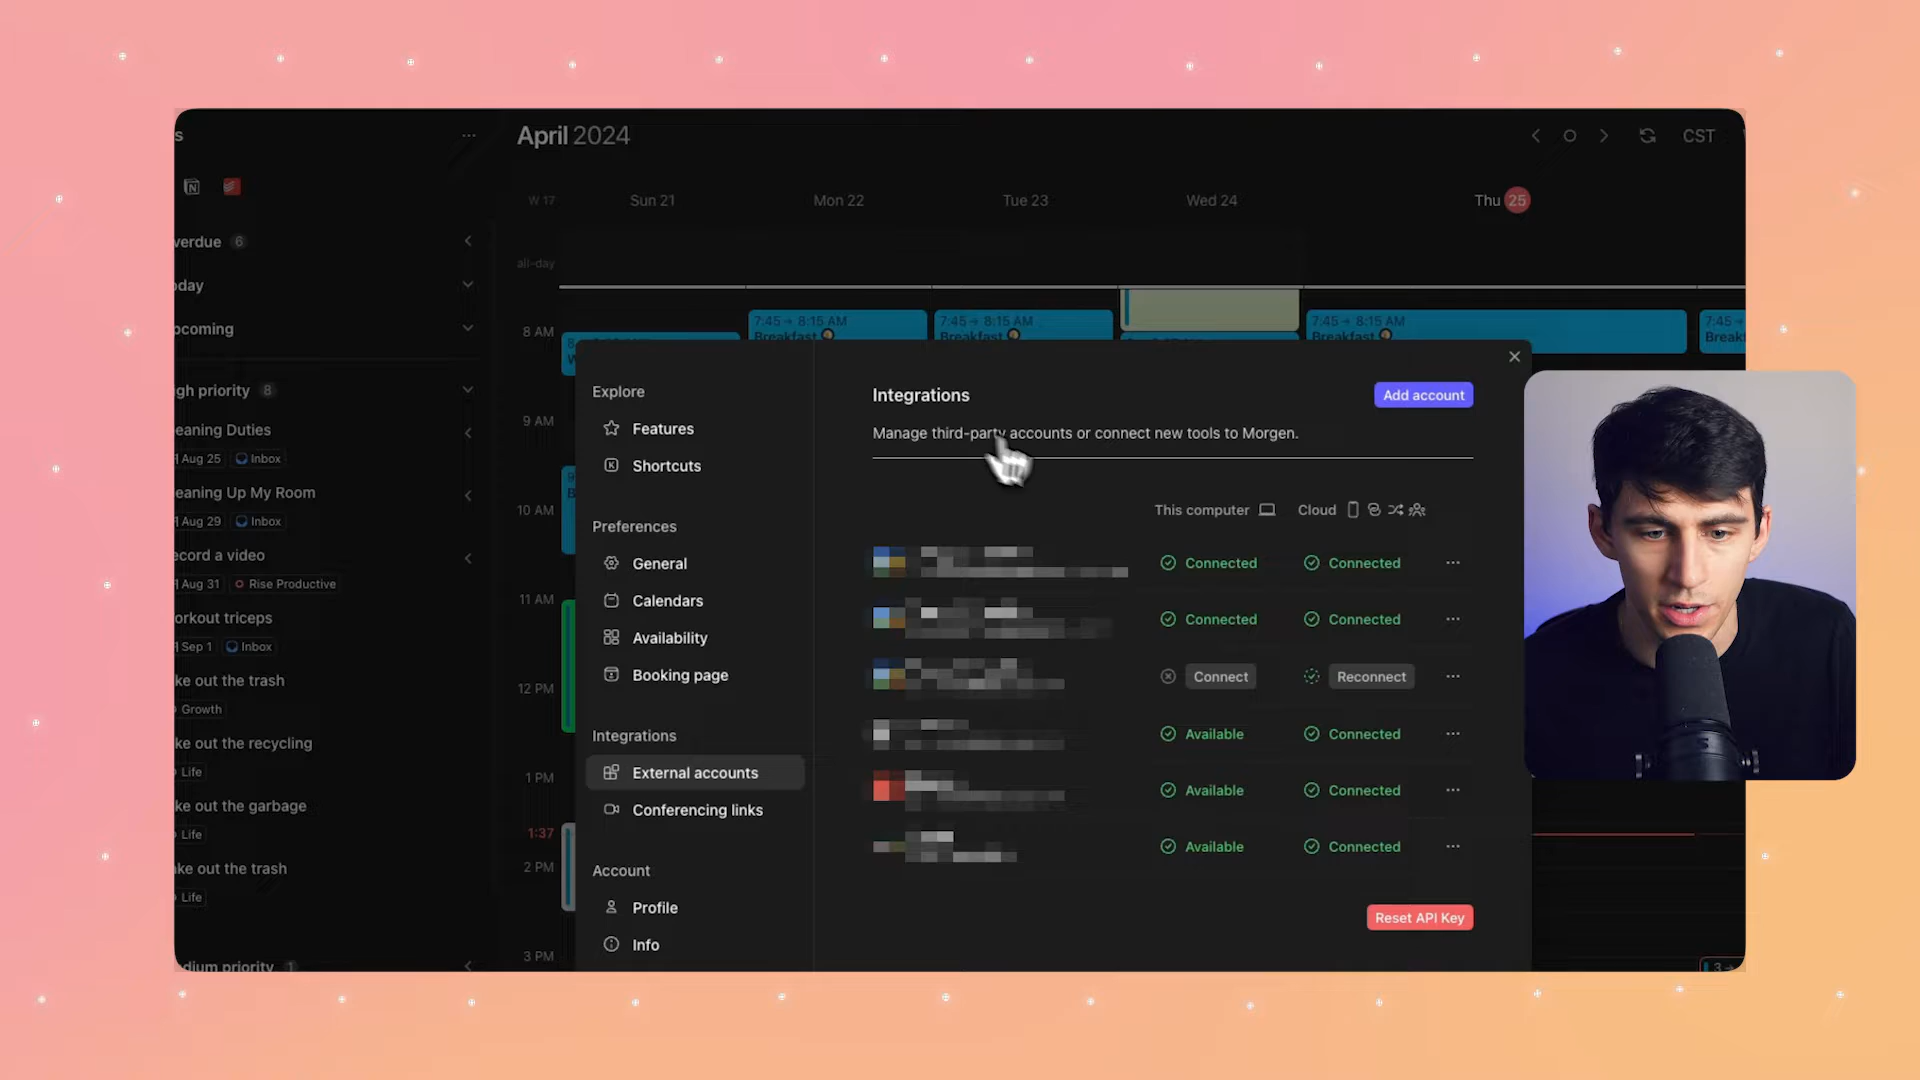 s
April 2024
CST
W 17
Sun 21
Mon 22
Tue 23
Wed 24
Thu 25
verdue 6
all-day
oday
pcoming
8 AM
7:45 → 8:15 AM
Breakfast
7:45 → 8:15 AM
Breakfast
7:45 → 8:15 AM
Breakfast
7:45 →
Break
gh priority 8
eaning Duties
Aug 25 Inbox
eaning Up My Room
Aug 29 Inbox
ecord a video
Aug 31 Rise Productive
orkout triceps
Sep 1 Inbox
ke out the trash
Growth
ke out the recycling
Life
ke out the garbage
Life
ke out the trash
Life
dium priority 1
9 AM
10 AM
11 AM
12 PM
1 PM
1:37
2 PM
3 PM
Explore
Features
Shortcuts
Preferences
General
Calendars
Availability
Booking page
Integrations
External accounts
Conferencing links
Account
Profile
Info
Integrations
Add account
Manage third-party accounts or connect new tools to Morgen.
This computer Cloud
Connected Connected
Connected Connected
Connect Reconnect
Available Connected
Available Connected
Available Connected
Reset API Key
3 →